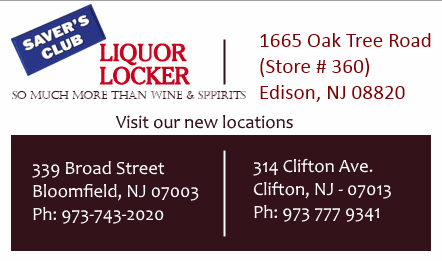 SAVER'S
CLUB
LIQUOR
LOCKER
SO MUCH MORE THAN WINE & SPPIRITS
1665 Oak Tree Road
(Store # 360)
Edison, NJ 08820
Visit our new locations
339 Broad Street
Bloomfield, NJ 07003
Ph: 973-743-2020
314 Clifton Ave.
Clifton, NJ - 07013
Ph: 973 777 9341